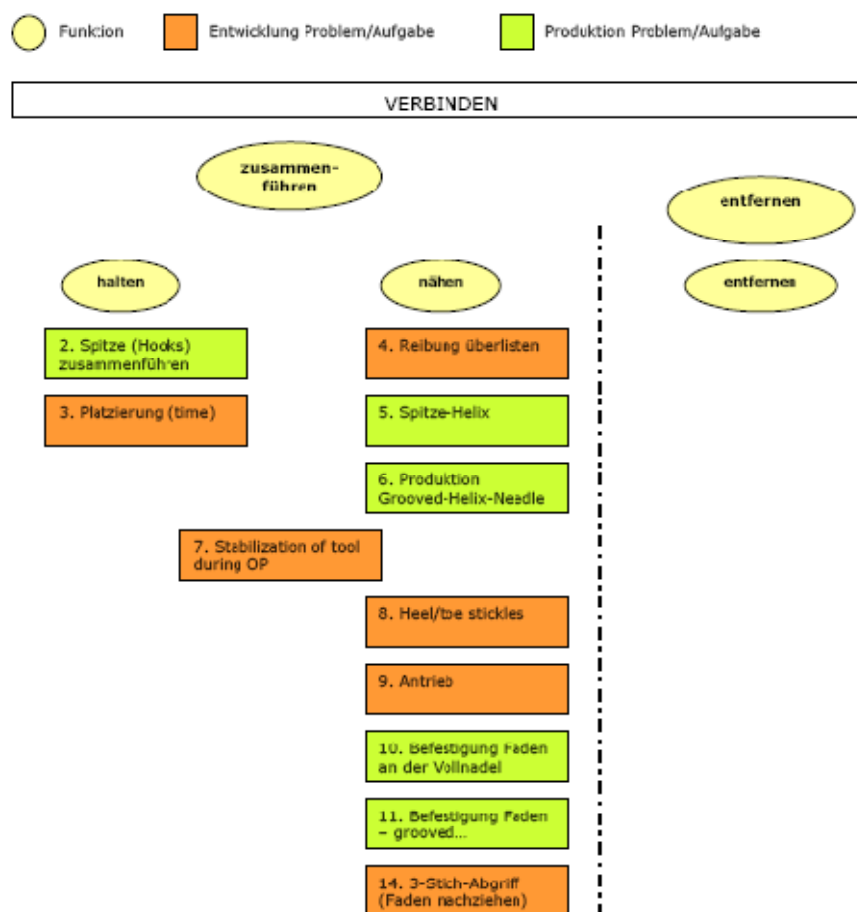 Funktion
Entwicklung Problem/Aufgabe
Produktion Problem/Aufgabe
VERBINDEN
zusammen-
führen
entfernen
halten
nähen
entfernen
2. Spitze (Hooks)
zusammenführen
4. Reibung überlisten
3. Platzierung (time)
5. Spitze-Helix
6. Produktion
Grooved-Helix-Needle
7. Stabilization of tool
during OP
8. Heel/toe stickles
9. Antrieb
10. Befestigung Faden
an der Vollnadel
11. Befestigung Faden
– grooved...
14. 3-Stich-Abgriff
(Faden nachziehen)